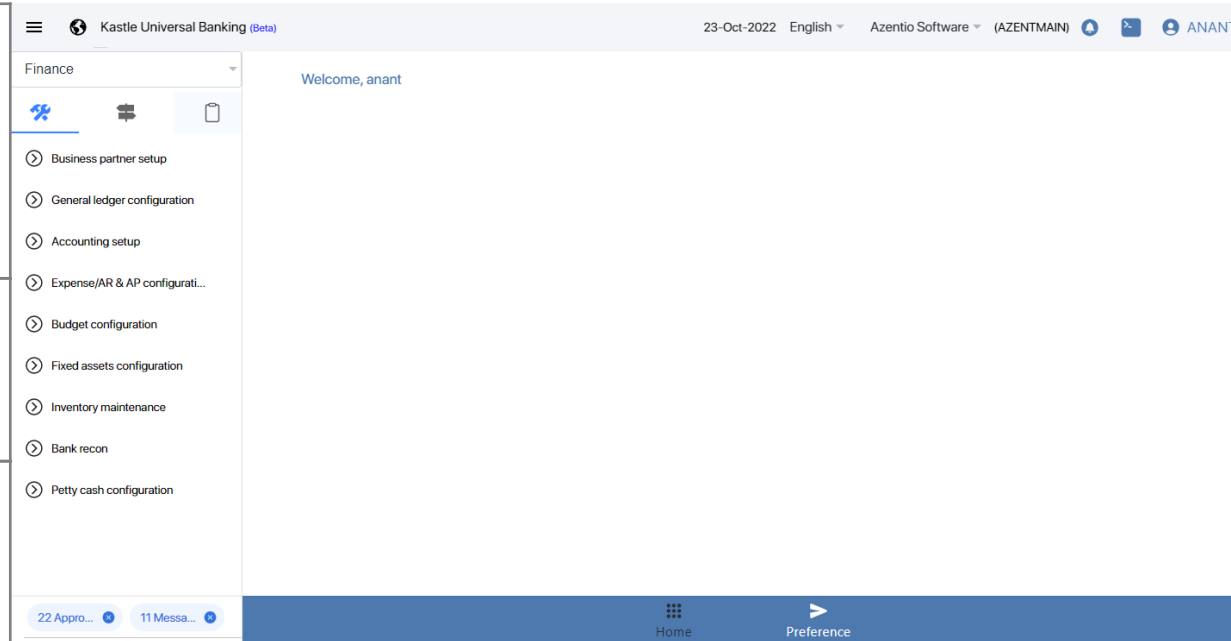 Kastle Universal Banking (Beta) 23-Oct-2022 English Azentio Software (AZENTMAIN) ANANT
Finance
Welcome, anant
Business partner setup
General ledger configuration
Accounting setup
Expense/AR & AP configurati...
Budget configuration
Fixed assets configuration
Inventory maintenance
Bank recon
Petty cash configuration
22 Appro... 11 Messa...
Home Preference